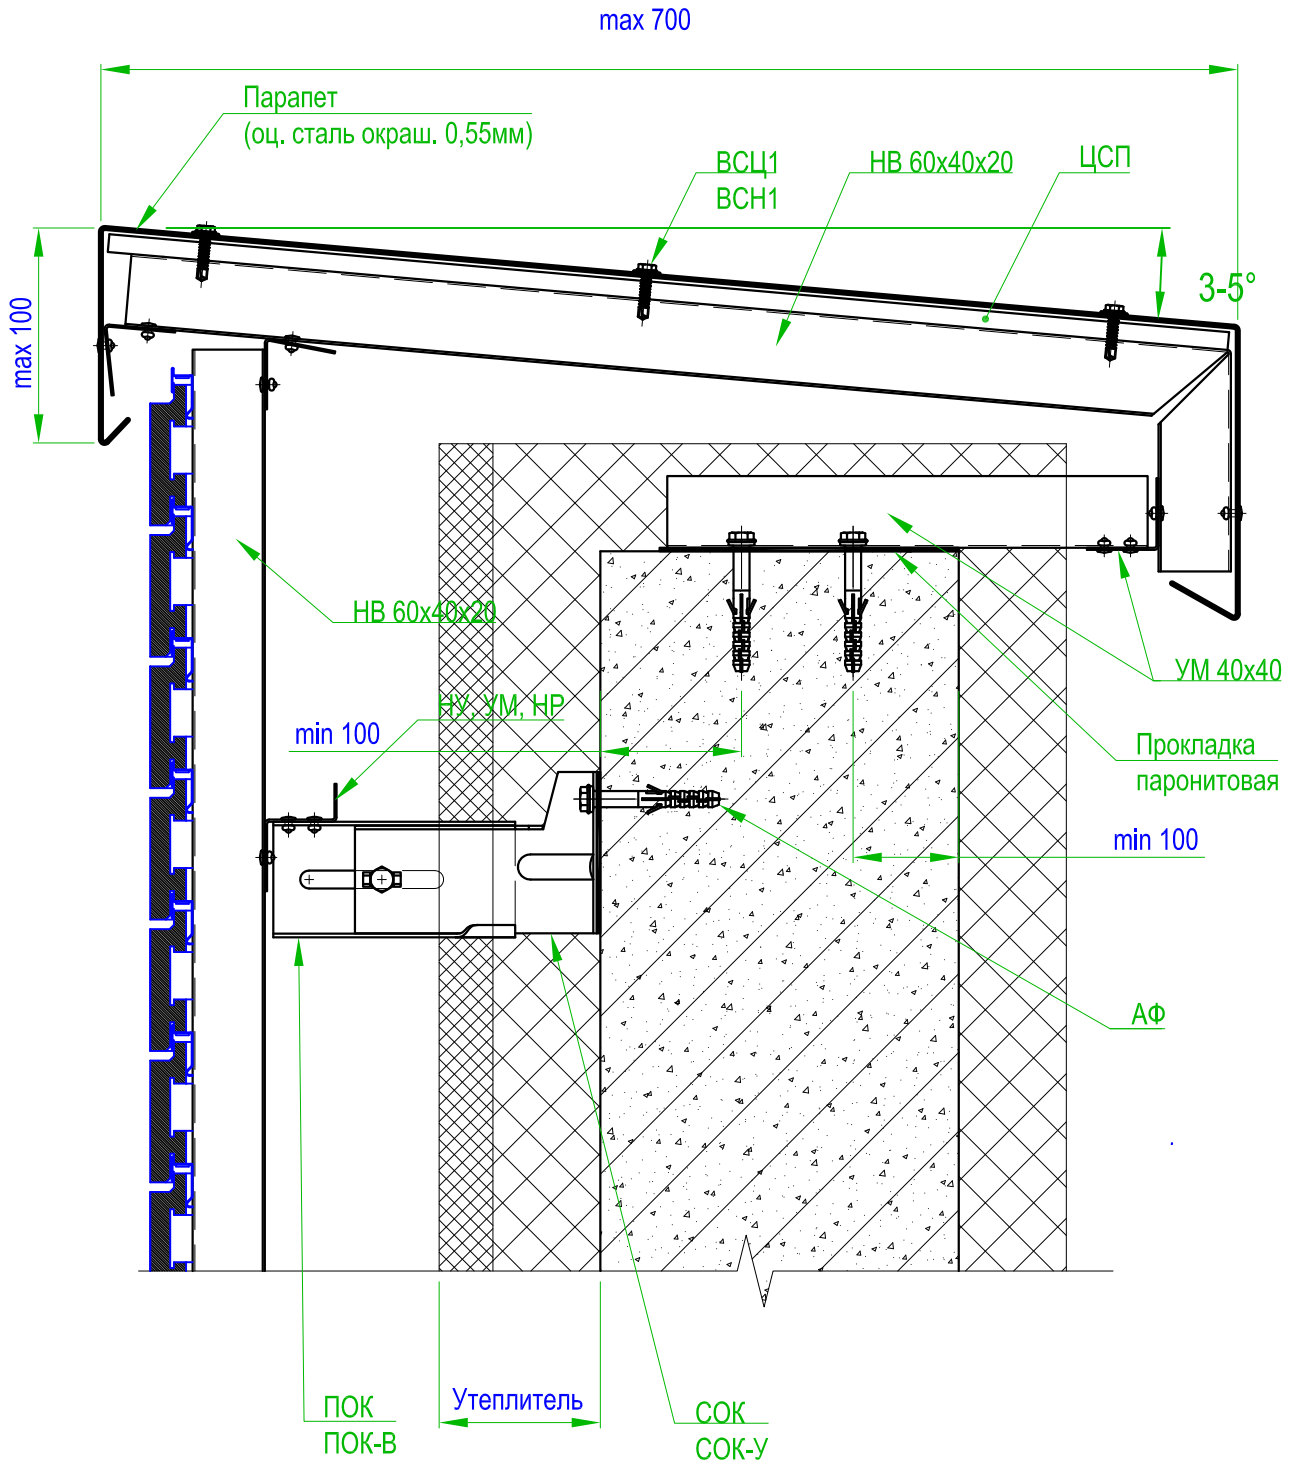 max 700
Парапет
(оц. сталь окраш. 0,55мм)
ВСЦ1
ВСН1
НВ 60х40х20
ЦСП
3-5°
max 100
НВ 60х40х20
УМ 40х40
НУ, УМ, НР
min 100
Прокладка
паронитовая
min 100
АФ
ПОК
ПОК-В
Утеплитель
СОК
СОК-У